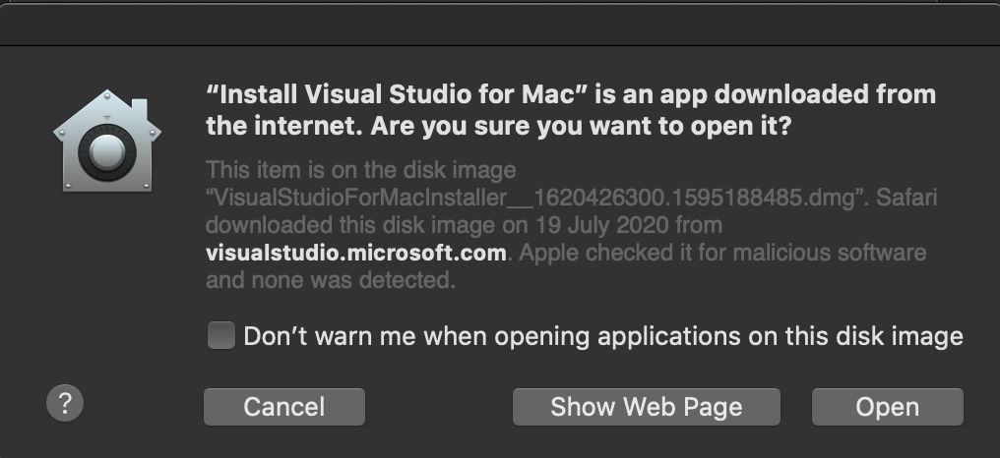 “Install Visual Studio for Mac” is an app downloaded from
the internet. Are you sure you want to open it?
This item is on the disk image
“VisualStudioForMacInstaller__1620426300.1595188485.dmg”. Safari
downloaded this disk image on 19 July 2020 from
visualstudio.microsoft.com. Apple checked it for malicious software
and none was detected.
Don’t warn me when opening applications on this disk image
? Cancel Show Web Page Open